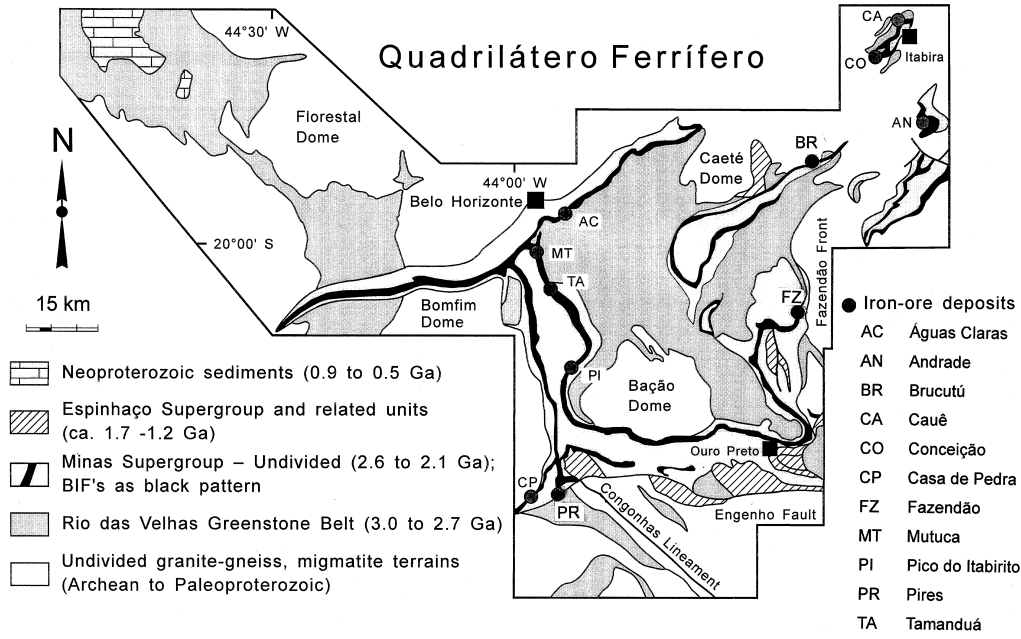 Quadrilátero Ferrífero
44°30' W
CA
Itabira
CO
AN
Florestal
Dome
N
Caeté
Dome
BR
44°00' W
Belo Horizonte
AC
20°00' S
MT
TA
Fazendão Front
15 km
Bomfim
Dome
FZ
PI
Bação
Dome
Ouro Preto
CP
PR
Congonhas Lineament
Engenho Fault
Neoproterozoic sediments (0.9 to 0.5 Ga)
Espinhaço Supergroup and related units
(ca. 1.7 -1.2 Ga)
Minas Supergroup – Undivided (2.6 to 2.1 Ga);
BIF's as black pattern
Rio das Velhas Greenstone Belt (3.0 to 2.7 Ga)
Undivided granite-gneiss, migmatite terrains
(Archean to Paleoproterozoic)
Iron-ore deposits
AC Águas Claras
AN Andrade
BR Brucutú
CA Cauê
CO Conceição
CP Casa de Pedra
FZ Fazendão
MT Mutuca
PI Pico do Itabirito
PR Pires
TA Tamanduá